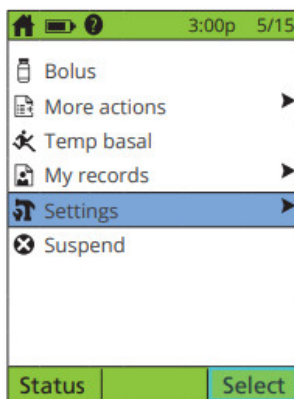 3:00p 5/15
Bolus
More actions
Temp basal
My records
Settings
Suspend
Status Select